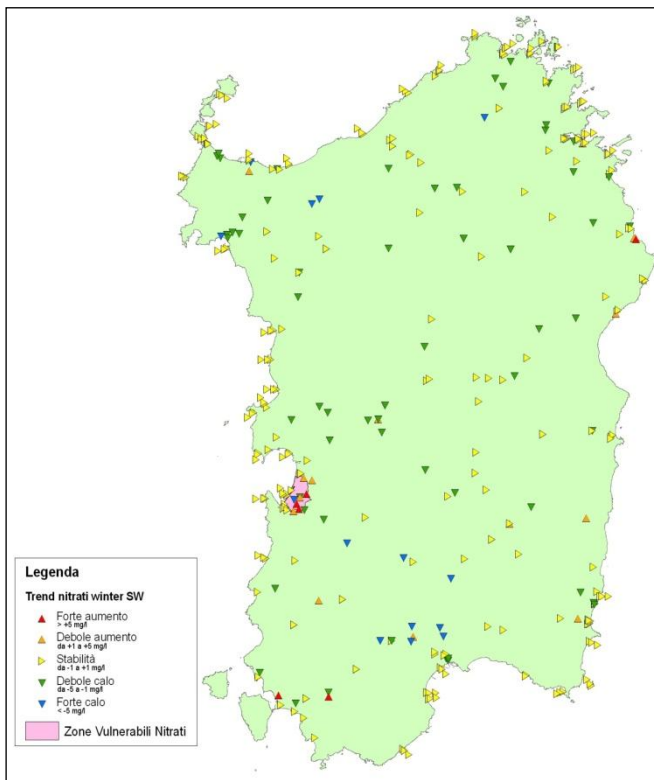 Legenda
Trend nitrati winter SW
Forte aumento
> +5 mg/l
Debole aumento
da +1 a +5 mg/l
Stabilità
da -1 a +1 mg/l
Debole calo
da -5 a -1 mg/l
Forte calo
< -5 mg/l
Zone Vulnerabili Nitrati